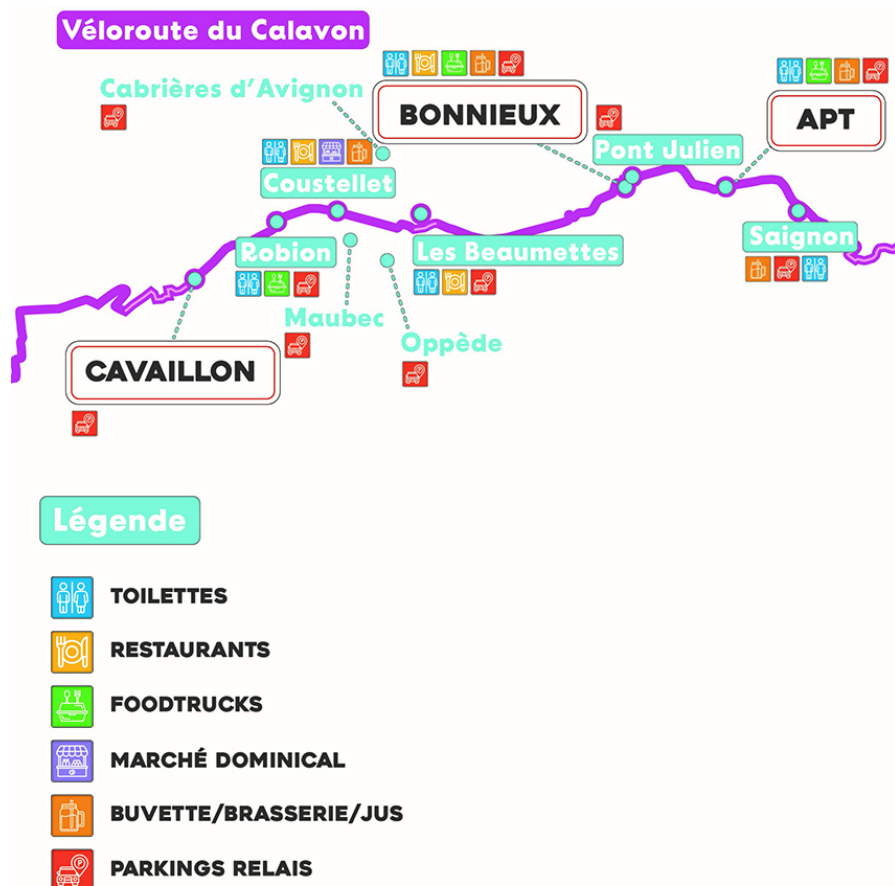 Véloroute du Calavon
Cabrières d'Avignon
BONNIEUX
APT
Pont Julien
Coustellet
Robion
Les Beaumettes
Saignon
Maubec
Oppède
CAVAILLON
Légende
TOILETTES
RESTAURANTS
FOODTRUCKS
MARCHÉ DOMINICAL
BUVETTE/BRASSERIE/JUS
PARKINGS RELAIS